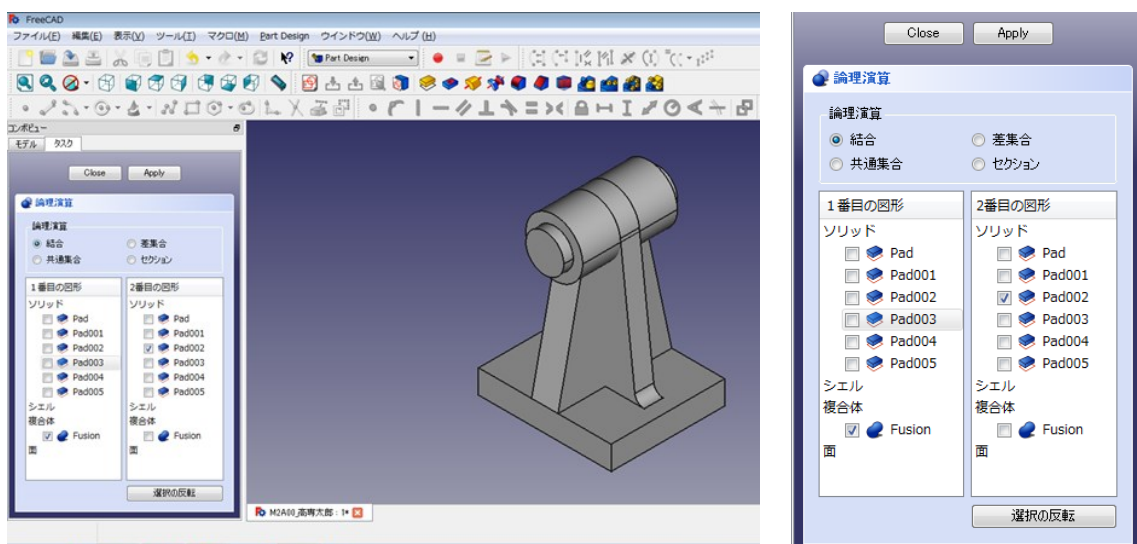 FreeCAD
ファイル(F) 編集(E) 表示(V) ツール(T) マクロ(M) Part Design ウインドウ(W) ヘルプ(H)
Part Design
コンボビュー
モデル タスク
Close Apply
論理演算
論理演算
結合 差集合
共通集合 セクション
1番目の図形 2番目の図形
ソリッド ソリッド
Pad Pad
Pad001 Pad001
Pad002 Pad002
Pad003 Pad003
Pad004 Pad004
Pad005 Pad005
シェル シェル
複合体 複合体
Fusion Fusion
面 面
選択の反転
M2A00_高専太郎 : 1*
Close Apply
論理演算
論理演算
結合 差集合
共通集合 セクション
1番目の図形 2番目の図形
ソリッド ソリッド
Pad Pad
Pad001 Pad001
Pad002 Pad002
Pad003 Pad003
Pad004 Pad004
Pad005 Pad005
シェル シェル
複合体 複合体
Fusion Fusion
面 面
選択の反転